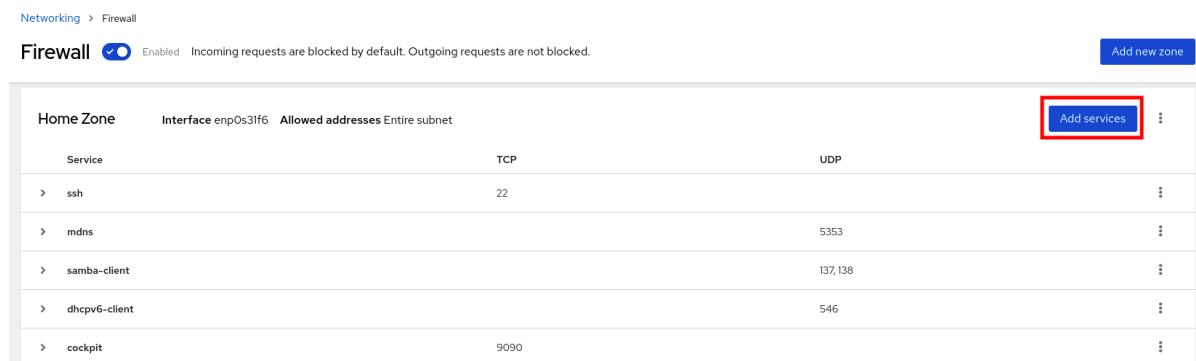 Networking > Firewall
Firewall Enabled Incoming requests are blocked by default. Outgoing requests are not blocked. Add new zone
Home Zone Interface enp0s31f6 Allowed addresses Entire subnet Add services
Service TCP UDP
ssh 22
mdns 5353
samba-client 137, 138
dhcpv6-client 546
cockpit 9090